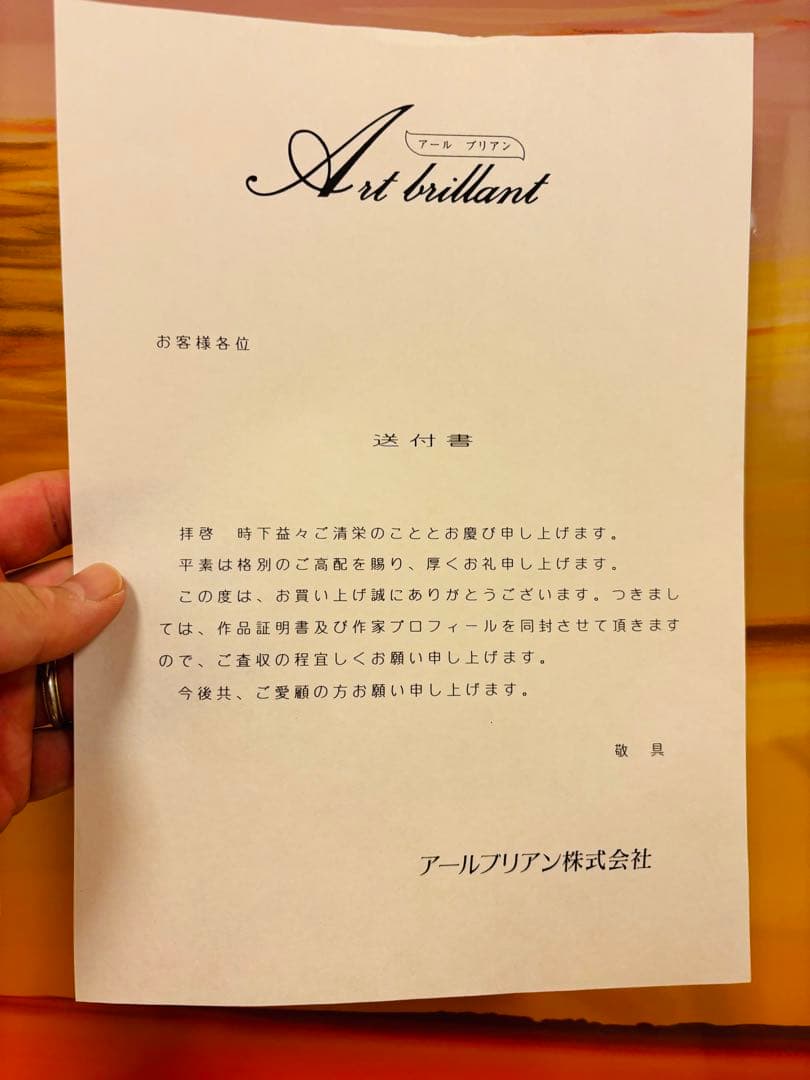 アール ブリアン
Art brillant
お客様各位
送付書
拝啓 時下益々ご清栄のこととお慶び申し上げます。
平素は格別のご高配を賜り、厚くお礼申し上げます。
この度は、お買い上げ誠にありがとうございます。つきまし
ては、作品証明書及び作家プロフィールを同封させて頂きます
ので、ご査収の程宜しくお願い申し上げます。
今後共、ご愛顧の方お願い申し上げます。
敬 具
アールブリアン株式会社